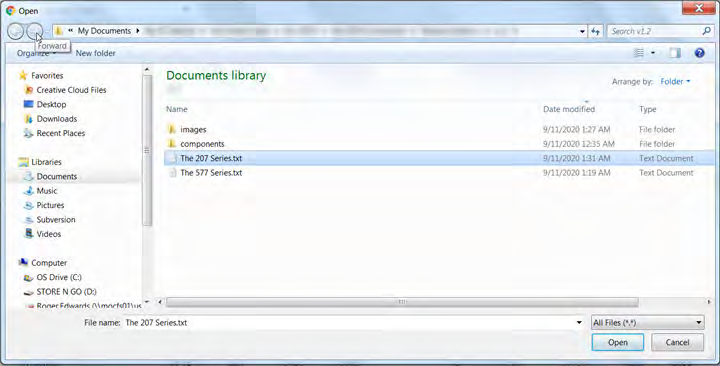 Open
« My Documents
Search v1.2
Forward
Organize New folder
Favorites
Creative Cloud Files
Desktop
Downloads
Recent Places
Libraries
Documents
Music
Pictures
Subversion
Videos
Computer
OS Drive (C:)
STORE N GO (D:)
Roger.Edwards (\\mocfs01\us
Documents library
Arrange by: Folder
Name Date modified Type
images 9/11/2020 1:27 AM File folder
components 9/11/2020 12:35 AM File folder
The 207 Series.txt 9/11/2020 1:31 AM Text Document
The 577 Series.txt 9/11/2020 1:19 AM Text Document
File name: The 207 Series.txt All Files (*.*)
Open Cancel